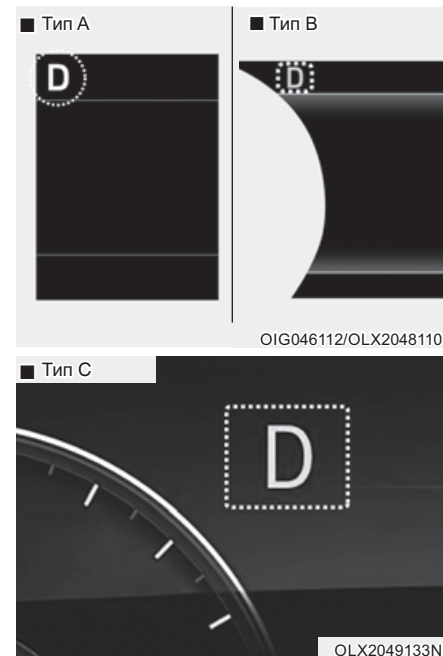 ■ Тип A
■ Тип B
D
D
OIG046112/OLX2048110
■ Тип C
D
OLX2049133N